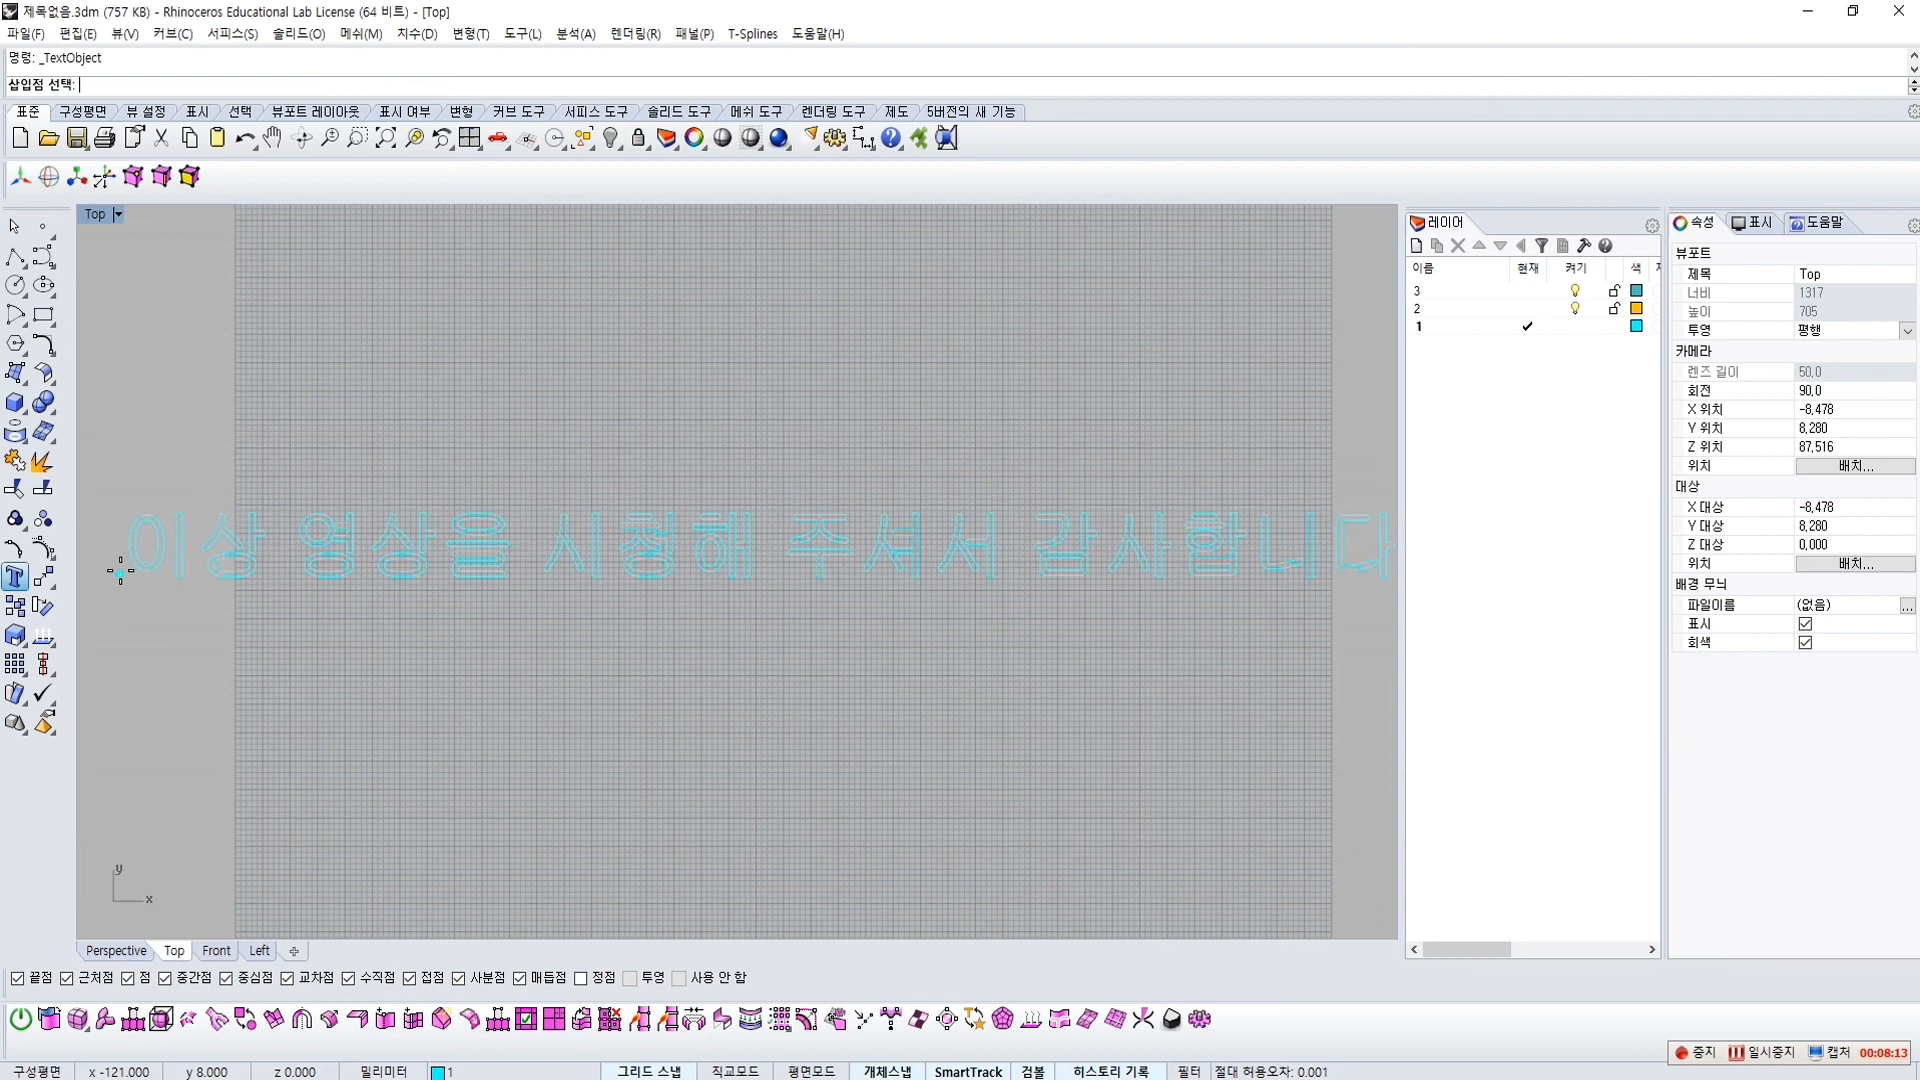 제목없음.3dm (757 KB) - Rhinoceros Educational Lab License (64 비트) - [Top]
파일(F) 편집(E) 뷰(V) 커브(C) 서피스(S) 솔리드(O) 메쉬(M) 치수(D) 변형(T) 도구(L) 분석(A) 렌더링(R) 패널(P) T-Splines 도움말(H)
명령: _TextObject
삽입점 선택:
표준 구성평면 뷰 설정 표시 선택 뷰포트 레이아웃 표시 여부 변형 커브 도구 서피스 도구 솔리드 도구 메쉬 도구 렌더링 도구 제도 5버전의 새 기능
Top
레이어
이름 현재 켜기 색
3
2
1
속성 표시 도움말
뷰포트
제목 Top
너비 1317
높이 705
투영 평행
카메라
렌즈 길이 50,0
회전 90,0
X 위치 -8,478
Y 위치 8,280
Z 위치 87,516
위치 배치...
대상
X 대상 -8,478
Y 대상 8,280
Z 대상 0,000
위치 배치...
배경 무늬
파일이름 (없음) ...
표시
회색
이상 영상을 시청해 주셔서 감사합니다
y
x
Perspective Top Front Left
끝점 근처점 점 중간점 중심점 교차점 수직점 접점 사분점 매듭점 정점 투영 사용 안 함
중지 일시중지 캡처 00:08:13
구성평면 x -121.000 y 8.000 z 0.000 밀리미터 1 그리드 스냅 직교모드 평면모드 개체스냅 SmartTrack 검볼 히스토리 기록 필터 절대 허용오차: 0.001